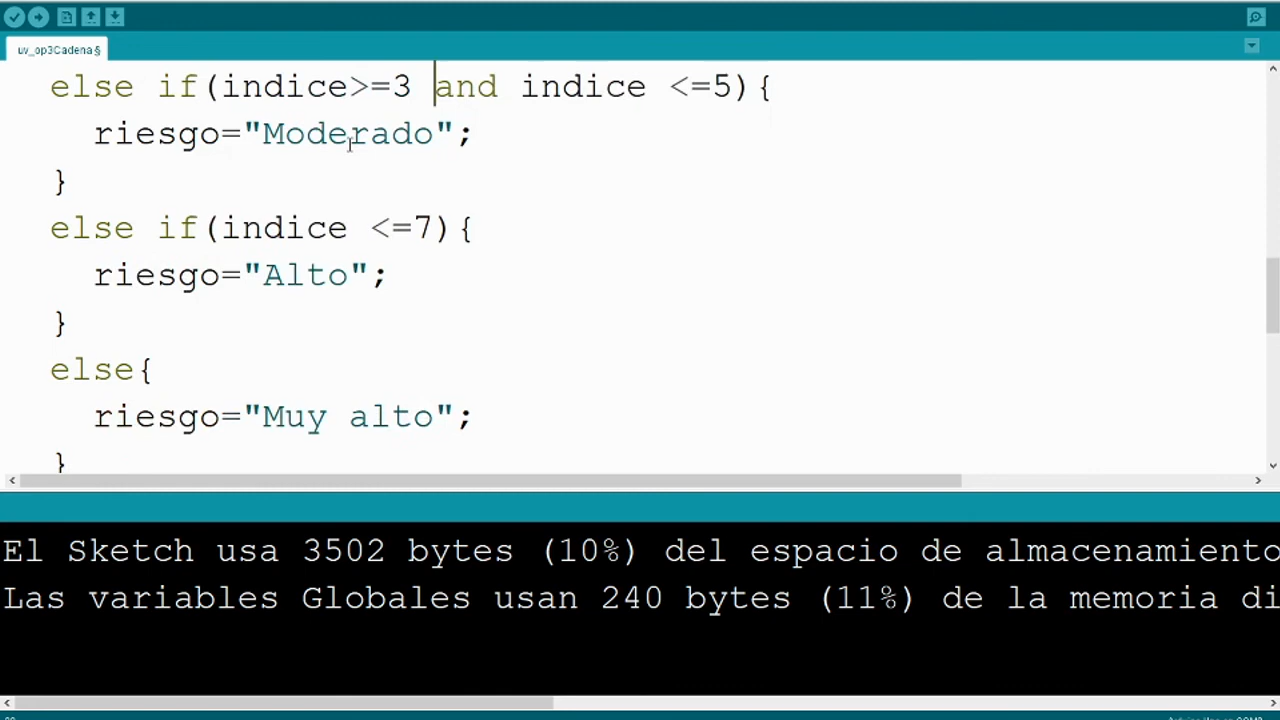 uv_op3Cadena §
else if(indice>=3 and indice <=5){
riesgo="Moderado";
}
else if(indice <=7){
riesgo="Alto";
}
else{
riesgo="Muy alto";
}
El Sketch usa 3502 bytes (10%) del espacio de almacenamiento
Las variables Globales usan 240 bytes (11%) de la memoria di